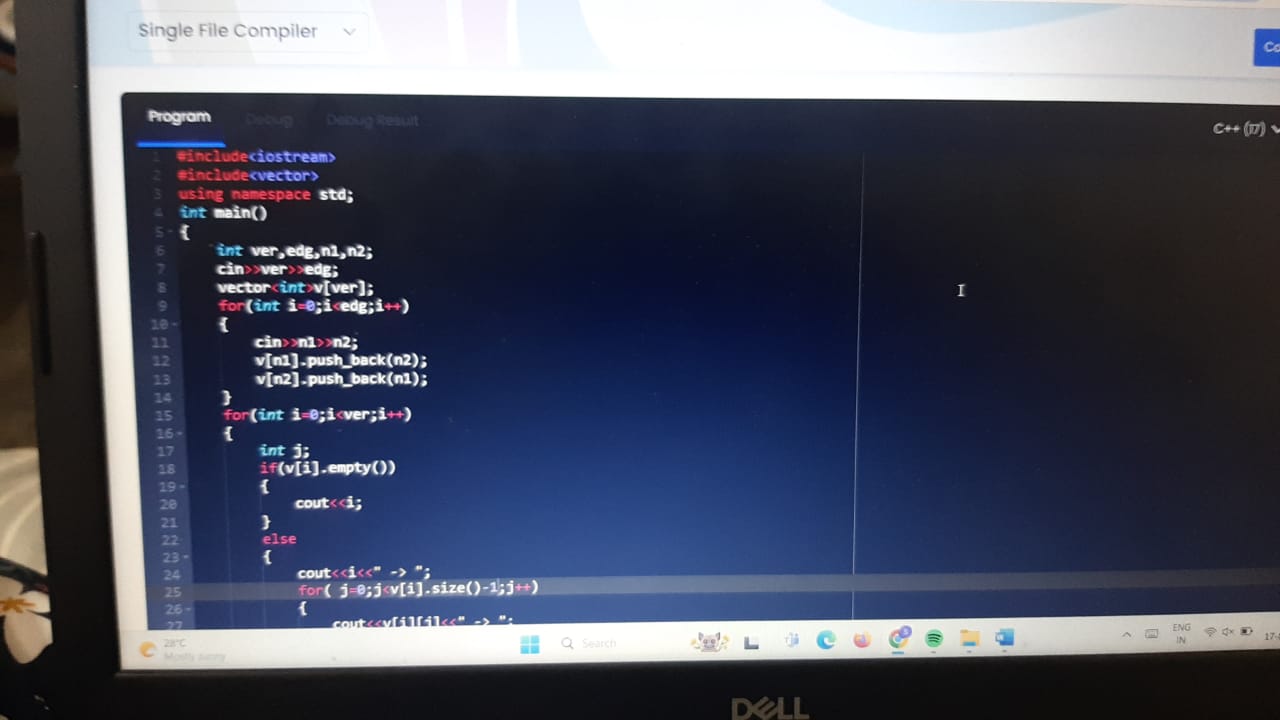 Single File Compiler
Co
Program Debug Debug Result
C++ (17)
1 #include<iostream>
2 #include<vector>
3 using namespace std;
4 int main()
5 {
6 int ver,edg,n1,n2;
7 cin>>ver>>edg;
8 vector<int>v[ver];
9 for(int i=0;i<edg;i++)
10 {
11 cin>>n1>>n2;
12 v[n1].push_back(n2);
13 v[n2].push_back(n1);
14 }
15 for(int i=0;i<ver;i++)
16 {
17 int j;
18 if(v[i].empty())
19 {
20 cout<<i;
21 }
22 else
23 {
24 cout<<i<<" -> ";
25 for( j=0;j<v[i].size()-1;j++)
26 {
27 cout<<v[i][j]<<" -> ";
28°C
Mostly sunny
Search
5
ENG
IN
17-
DELL